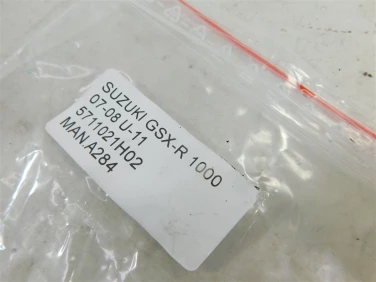 SUZUKI GSX-R 1000
07-08 U-11
5711021H02
MAN.A284